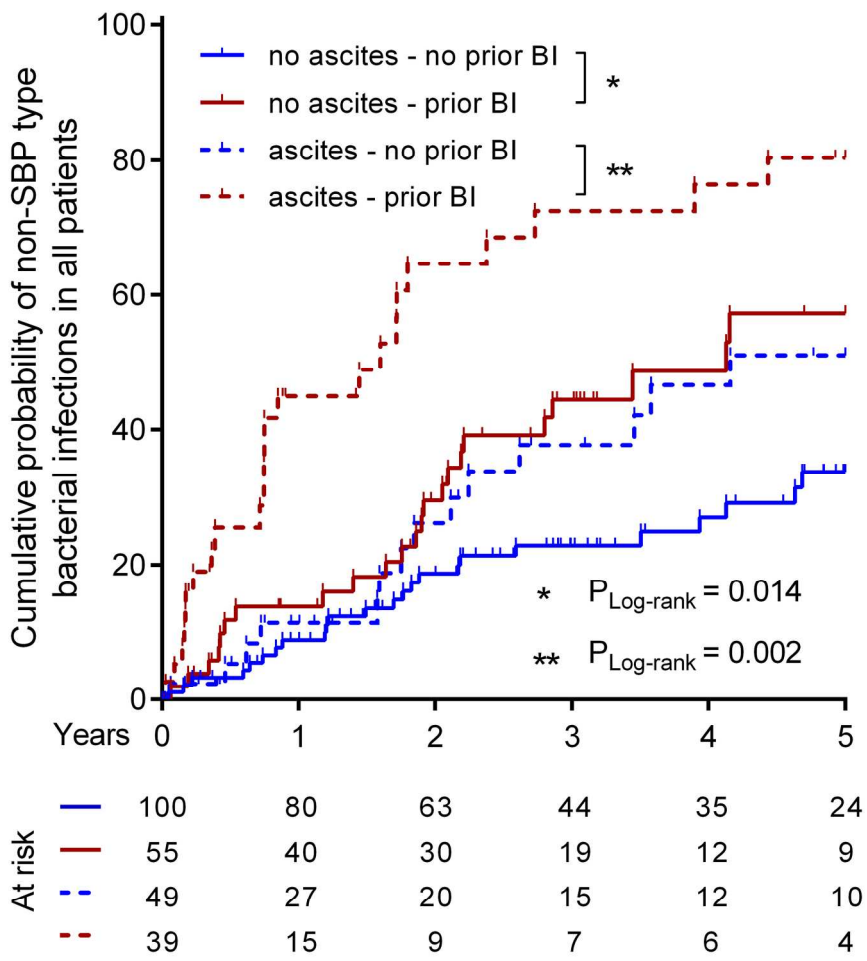 Cumulative probability of non-SBP type
bacterial infections in all patients
100
80
60
40
20
0
no ascites - no prior BI
no ascites - prior BI
*
ascites - no prior BI
ascites - prior BI
**
* PLog-rank = 0.014
** PLog-rank = 0.002
Years 0 1 2 3 4 5
At risk
100 80 63 44 35 24
55 40 30 19 12 9
49 27 20 15 12 10
39 15 9 7 6 4